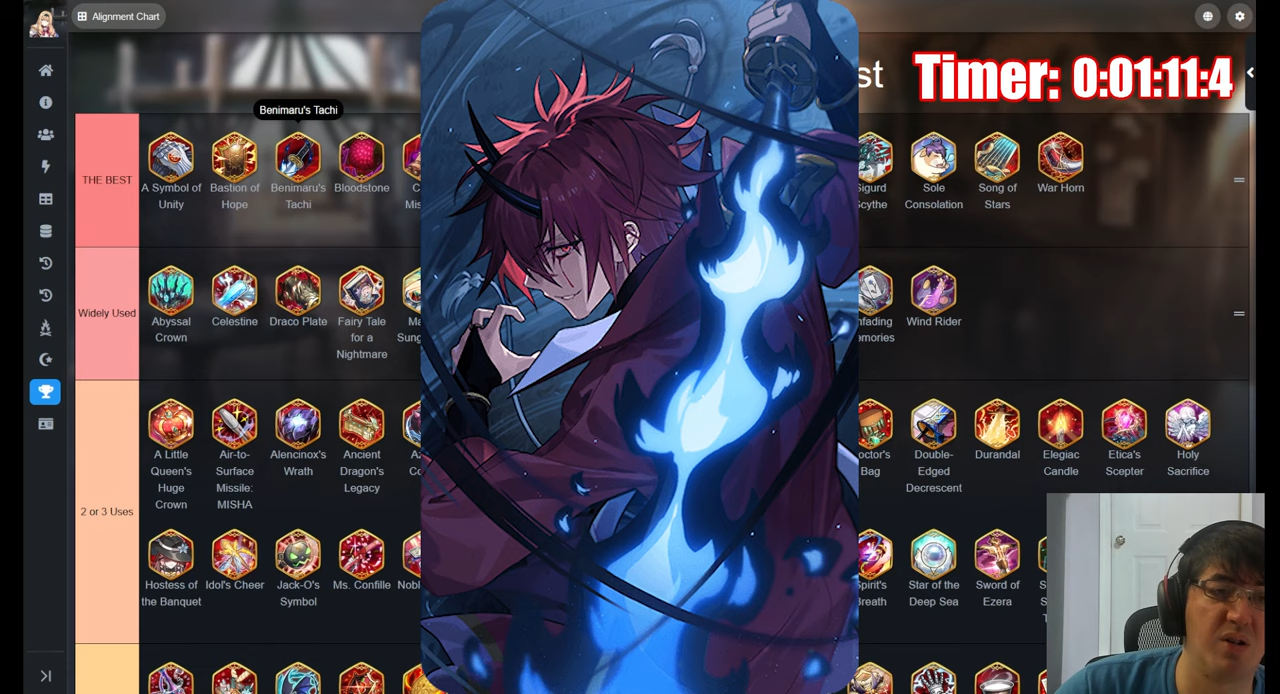 Alignment Chart
st
Timer: 0:01:11:4
Benimaru's Tachi
THE BEST
A Symbol of Unity
Bastion of Hope
Benimaru's Tachi
Bloodstone
Sigurd Scythe
Sole Consolation
Song of Stars
War Horn
Widely Used
Abyssal Crown
Celestine
Draco Plate
Fairy Tale for a Nightmare
Wind Rider
2 or 3 Uses
A Little Queen's Huge Crown
Air-to-Surface Missile: MISHA
Alencinox's Wrath
Ancient Dragon's Legacy
Bag
Double-Edged Decrescent
Durandal
Elegiac Candle
Etica's Scepter
Holy Sacrifice
Hostess of the Banquet
Idol's Cheer
Jack-O's Symbol
Ms. Confille
Star of the Deep Sea
Sword of Ezera